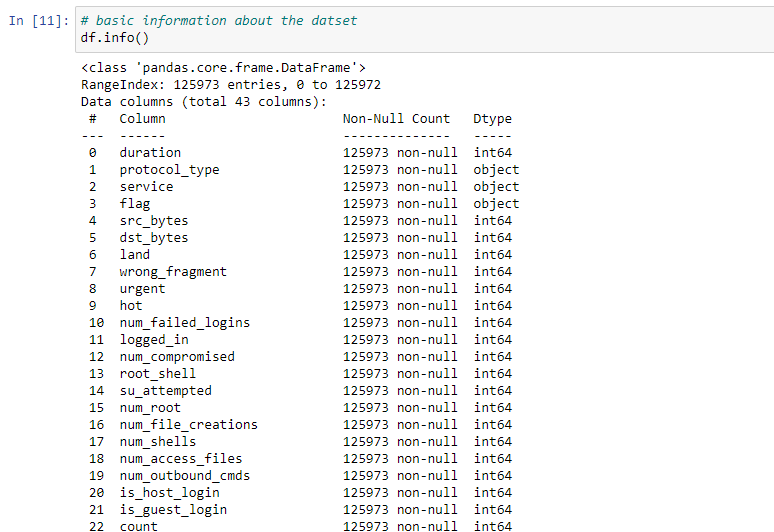 In [11]: # basic information about the datset
df.info()
<class 'pandas.core.frame.DataFrame'>
RangeIndex: 125973 entries, 0 to 125972
Data columns (total 43 columns):
# Column Non-Null Count Dtype
--- ------ -------------- -----
0 duration 125973 non-null int64
1 protocol_type 125973 non-null object
2 service 125973 non-null object
3 flag 125973 non-null object
4 src_bytes 125973 non-null int64
5 dst_bytes 125973 non-null int64
6 land 125973 non-null int64
7 wrong_fragment 125973 non-null int64
8 urgent 125973 non-null int64
9 hot 125973 non-null int64
10 num_failed_logins 125973 non-null int64
11 logged_in 125973 non-null int64
12 num_compromised 125973 non-null int64
13 root_shell 125973 non-null int64
14 su_attempted 125973 non-null int64
15 num_root 125973 non-null int64
16 num_file_creations 125973 non-null int64
17 num_shells 125973 non-null int64
18 num_access_files 125973 non-null int64
19 num_outbound_cmds 125973 non-null int64
20 is_host_login 125973 non-null int64
21 is_guest_login 125973 non-null int64
22 count 125973 non-null int64